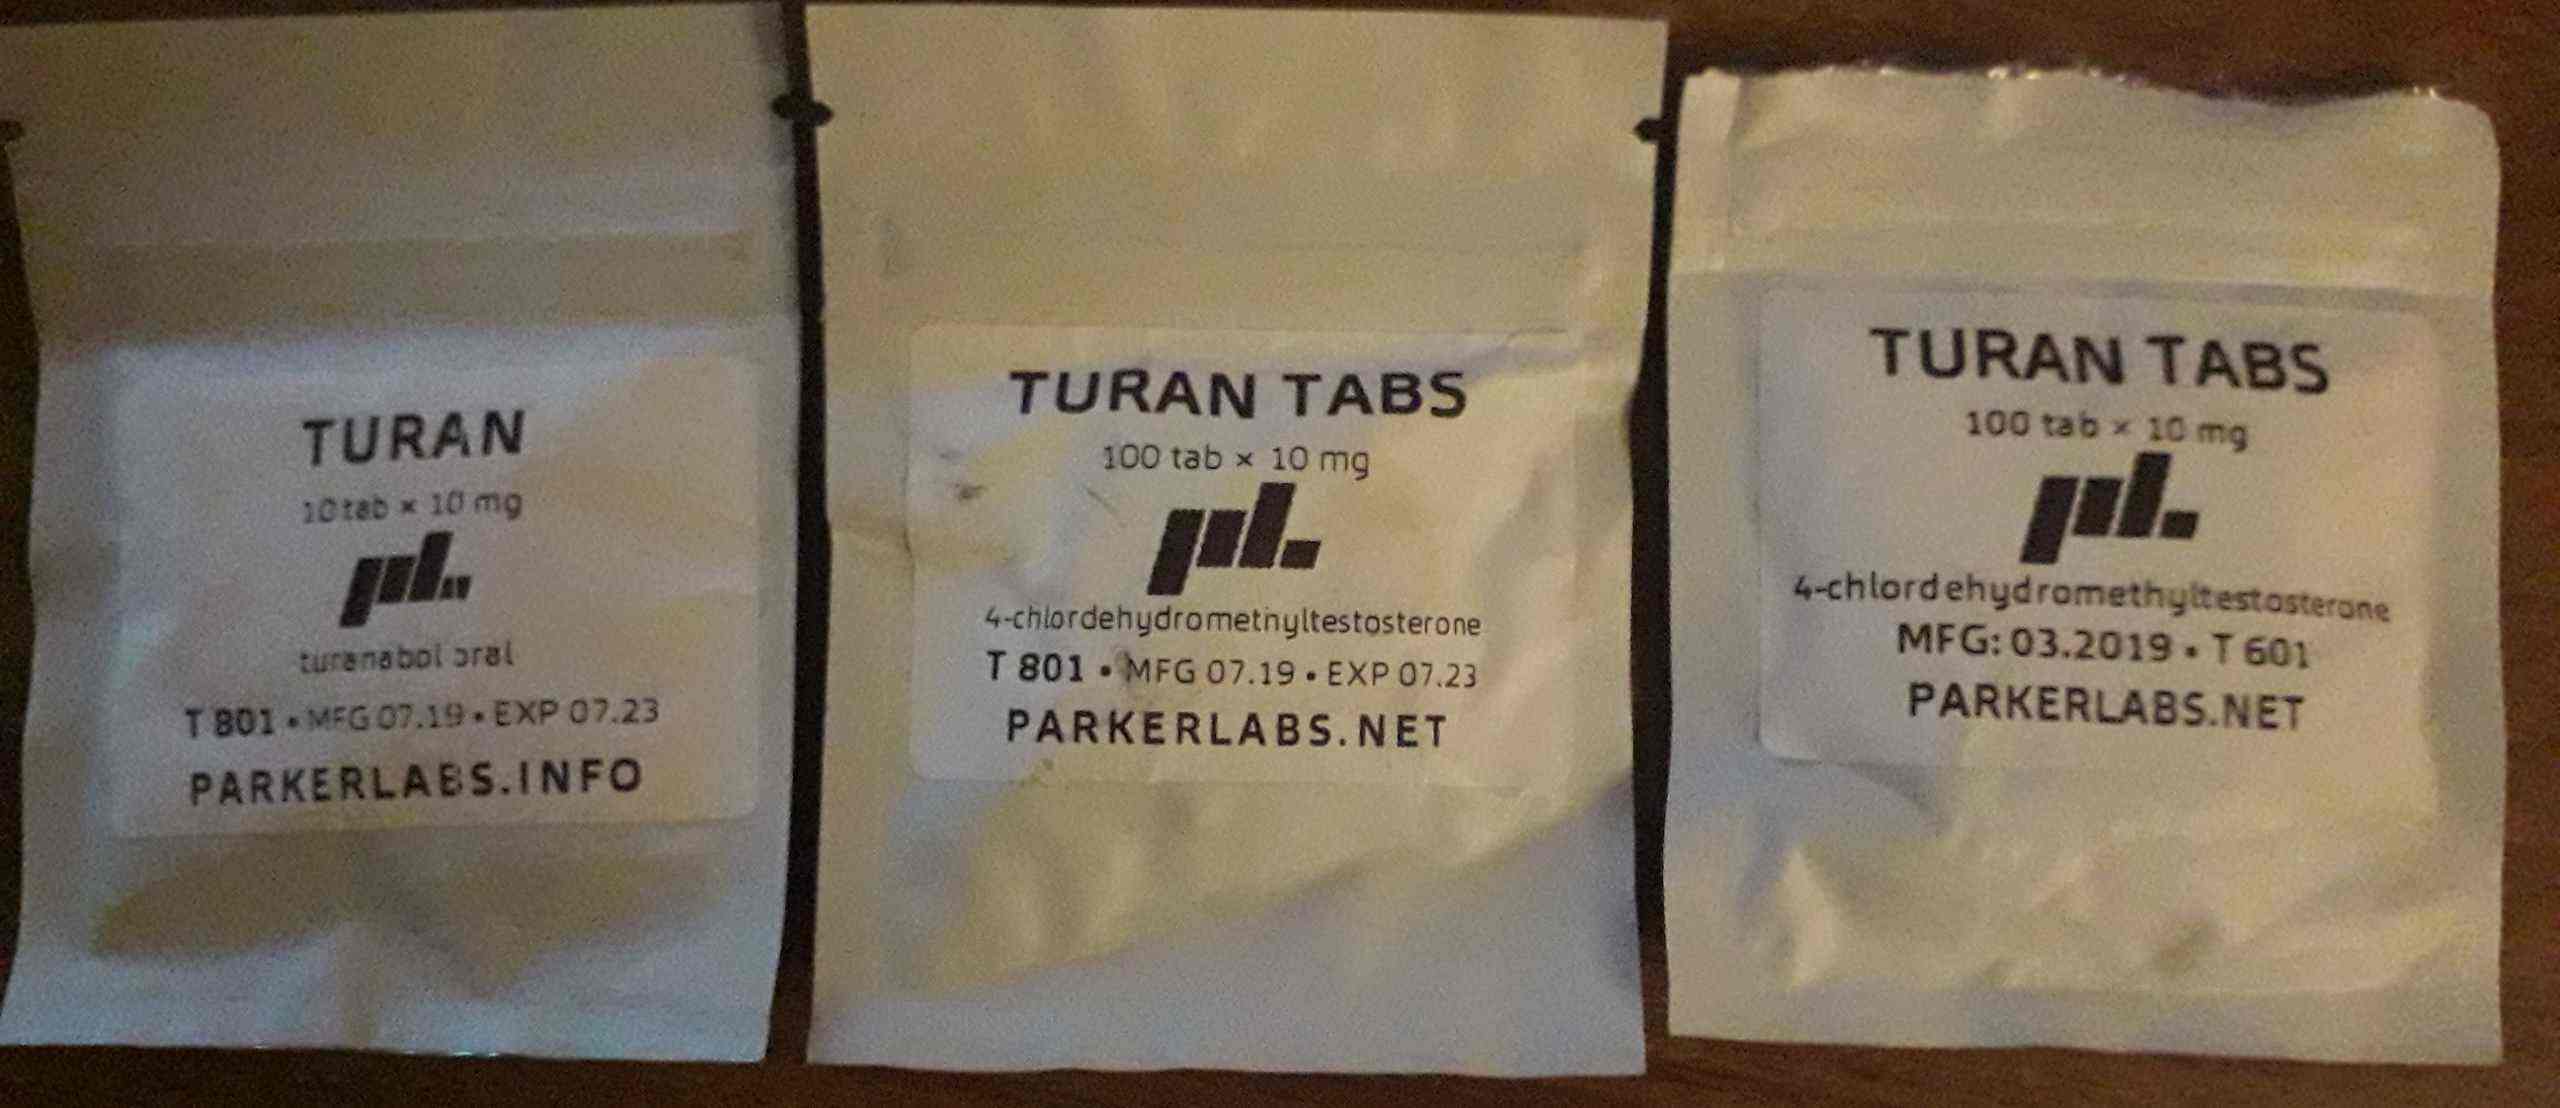 TURAN
10 tab × 10 mg
pl..
turanabol oral
T 801 • MFG 07.19 • EXP 07.23
PARKERLABS.INFO
TURAN TABS
100 tab × 10 mg
pl.
4-chlordehydromethyltestosterone
T 801 • MFG 07.19 • EXP 07.23
PARKERLABS.NET
TURAN TABS
100 tab × 10 mg
pl.
4-chlordehydromethyltestosterone
MFG: 03.2019 • T 601
PARKERLABS.NET